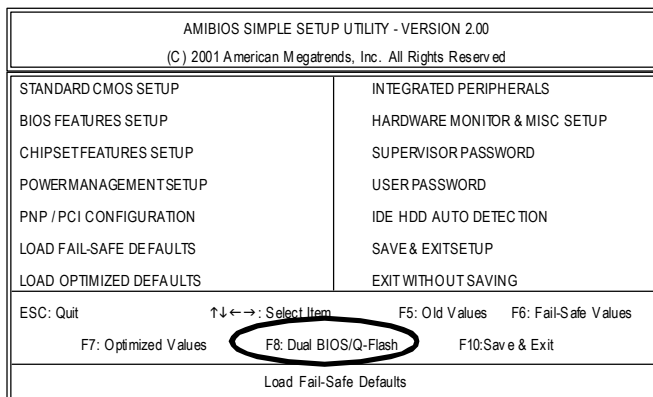 AMIBIOS SIMPLE SETUP UTILITY - VERSION 2.00
(C) 2001 American Megatrends, Inc. All Rights Reserved
STANDARD CMOS SETUP
BIOS FEATURES SETUP
CHIPSET FEATURES SETUP
POWER MANAGEMENT SETUP
PNP / PCI CONFIGURATION
LOAD FAIL-SAFE DEFAULTS
LOAD OPTIMIZED DEFAULTS
INTEGRATED PERIPHERALS
HARDWARE MONITOR & MISC SETUP
SUPERVISOR PASSWORD
USER PASSWORD
IDE HDD AUTO DETECTION
SAVE & EXIT SETUP
EXIT WITHOUT SAVING
ESC: Quit ↑↓←→: Select Item F5: Old Values F6: Fail-Safe Values
F7: Optimized Values F8: Dual BIOS/Q-Flash F10:Save & Exit
Load Fail-Safe Defaults